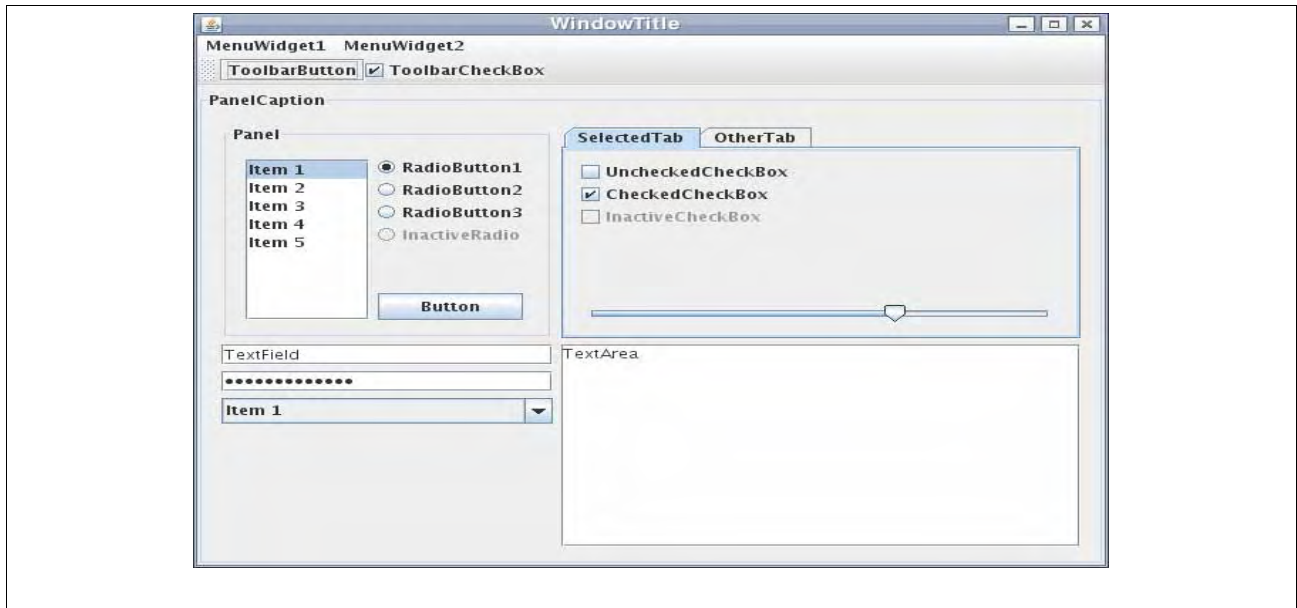 WindowTitle
MenuWidget1 MenuWidget2
ToolbarButton ToolbarCheckBox
PanelCaption
Panel
Item 1
Item 2
Item 3
Item 4
Item 5
RadioButton1
RadioButton2
RadioButton3
InactiveRadio
Button
SelectedTab OtherTab
UncheckedCheckBox
CheckedCheckBox
InactiveCheckBox
TextField
•••••••••••••
Item 1
TextArea